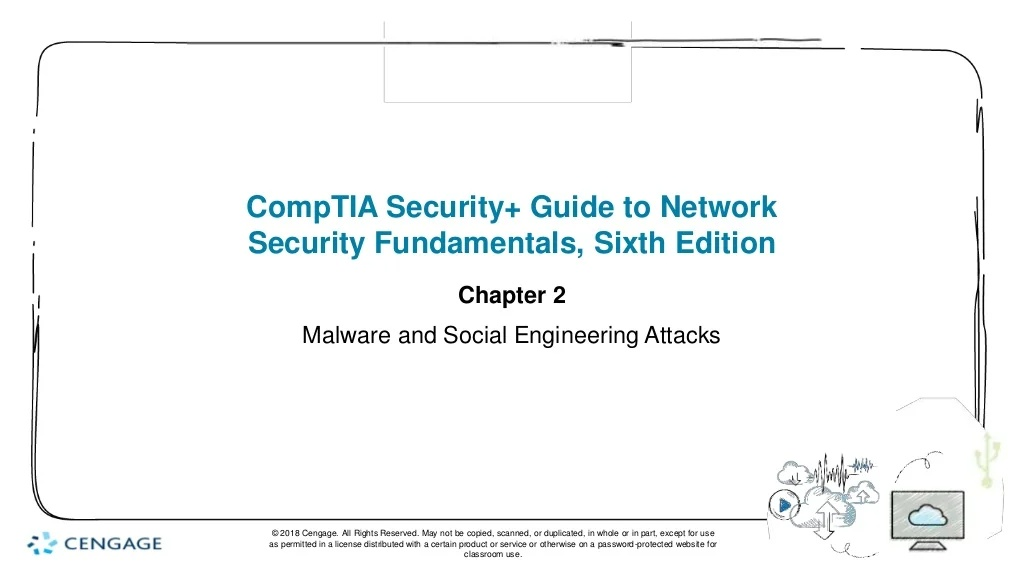 CompTIA Security+ Guide to Network
Security Fundamentals, Sixth Edition
Chapter 2
Malware and Social Engineering Attacks
CENGAGE
© 2018 Cengage. All Rights Reserved. May not be copied, scanned, or duplicated, in whole or in part, except for use
as permitted in a license distributed with a certain product or service or otherwise on a password-protected website for
classroom use.